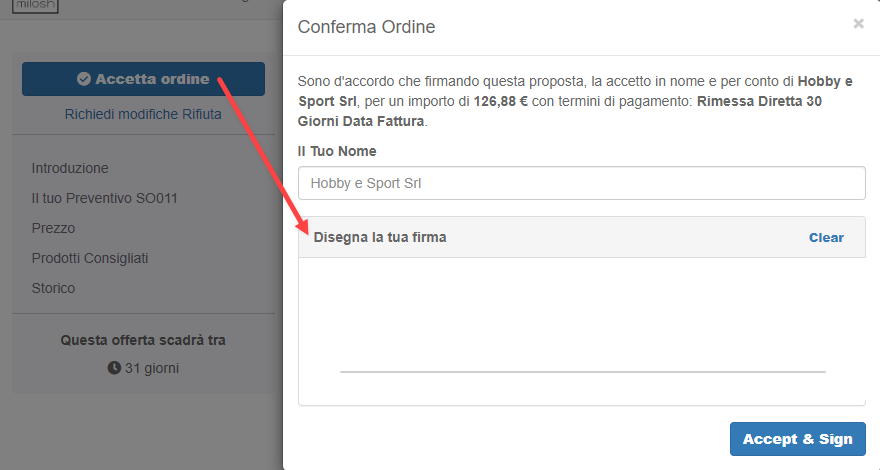 milosh
Accetta ordine
Richiedi modifiche Rifiuta
Introduzione
Il tuo Preventivo SO011
Prezzo
Prodotti Consigliati
Storico
Questa offerta scadrà tra
31 giorni
Conferma Ordine
×
Sono d'accordo che firmando questa proposta, la accetto in nome e per conto di Hobby e
Sport Srl, per un importo di 126,88 € con termini di pagamento: Rimessa Diretta 30
Giorni Data Fattura.
Il Tuo Nome
Hobby e Sport Srl
Disegna la tua firma
Clear
Accept & Sign